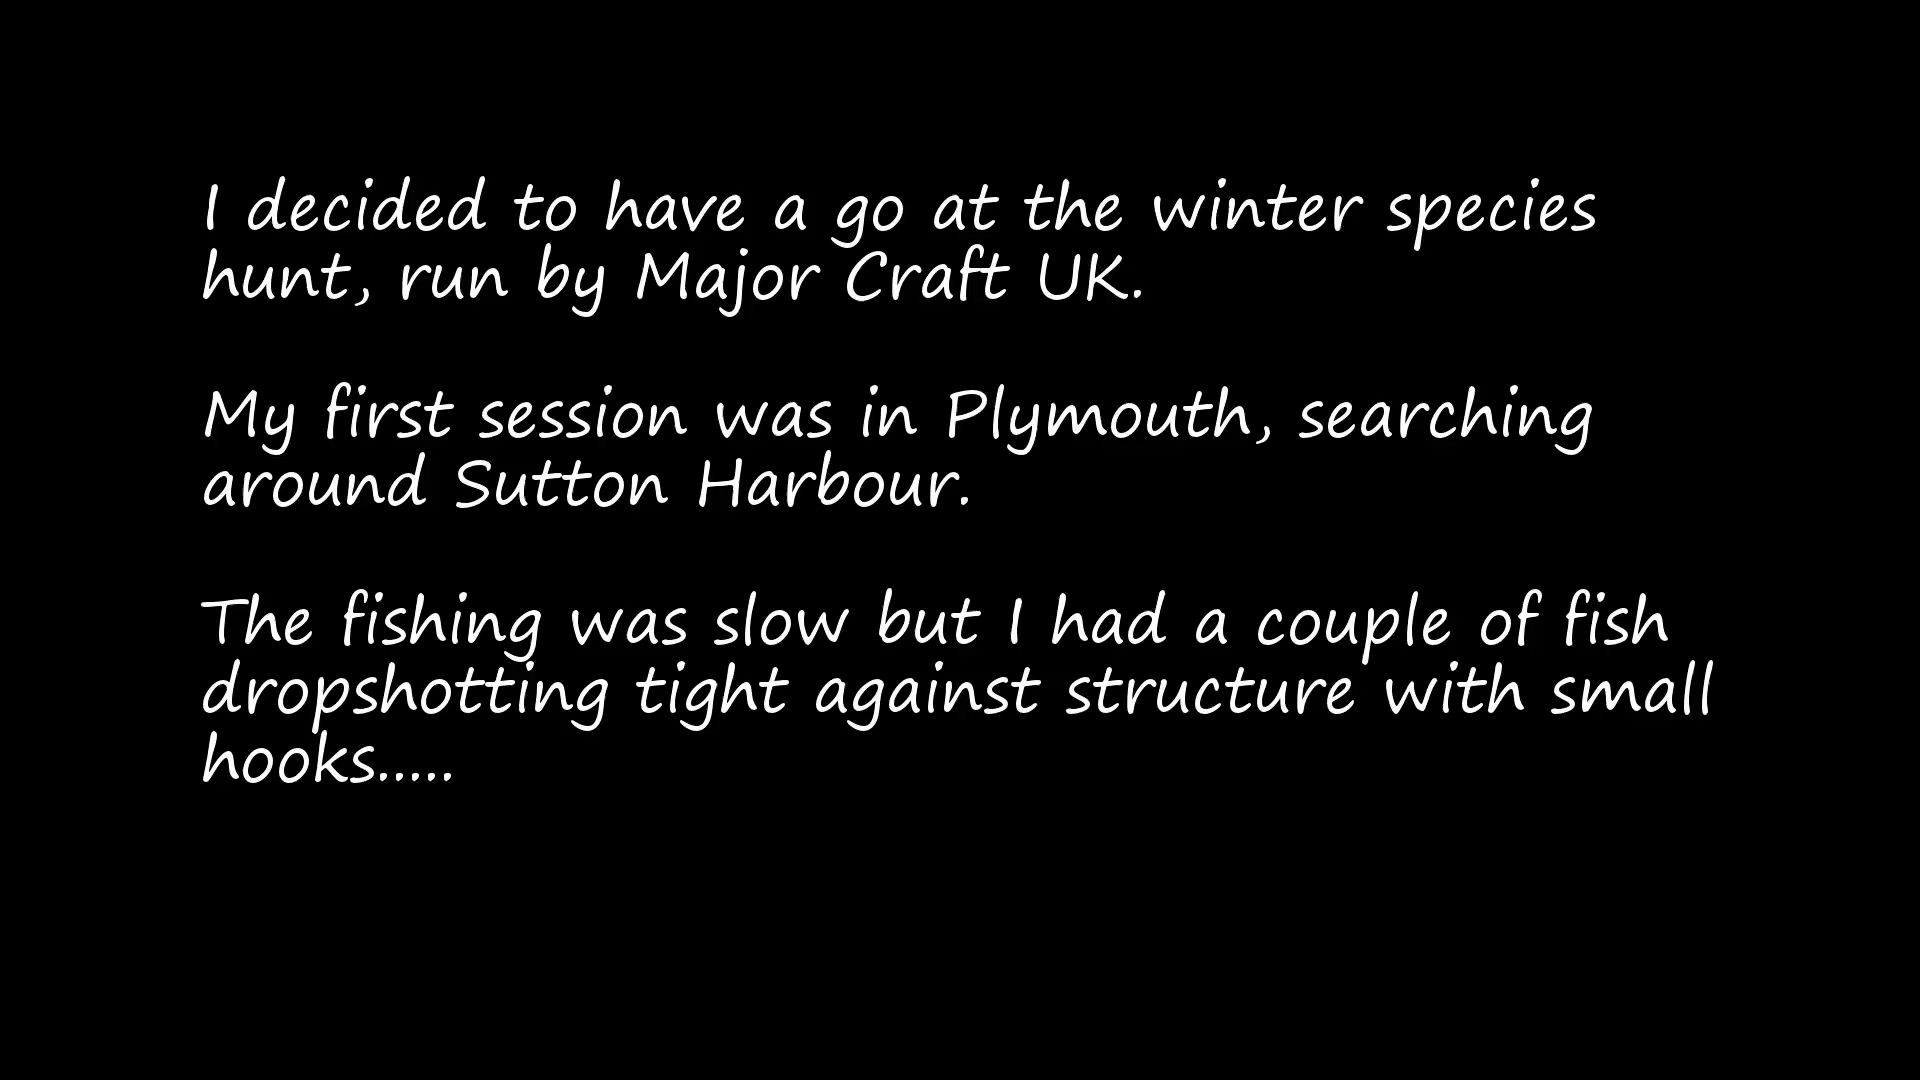 I decided to have a go at the winter species
hunt, run by Major Craft UK.
My first session was in Plymouth, searching
around Sutton Harbour.
The fishing was slow but I had a couple of fish
dropshotting tight against structure with small
hooks.....